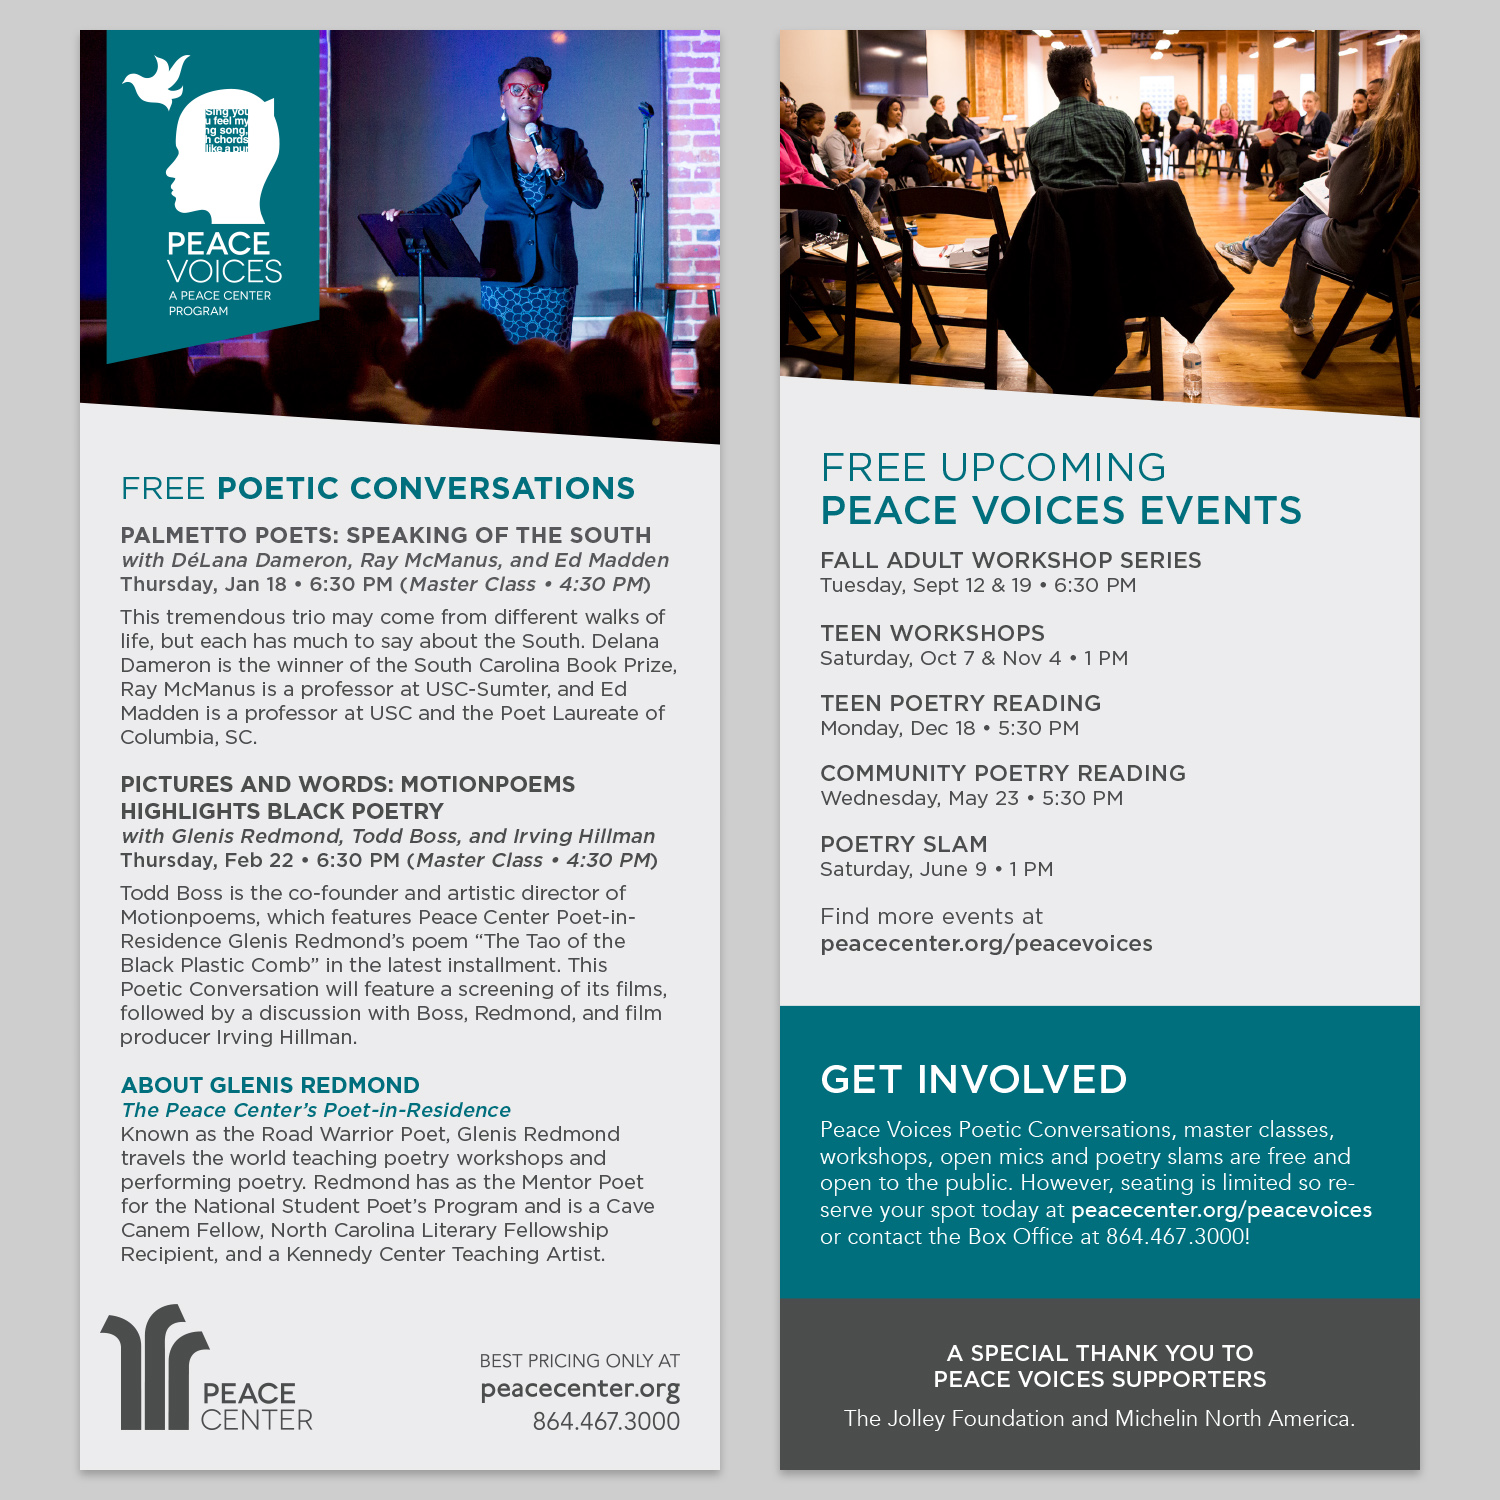 Sing you
u feel my
ng song.
n chords
like a pur
PEACE
VOICES
A PEACE CENTER
PROGRAM
FREE POETIC CONVERSATIONS
PALMETTO POETS: SPEAKING OF THE SOUTH
with DéLana Dameron, Ray McManus, and Ed Madden
Thursday, Jan 18 • 6:30 PM (Master Class • 4:30 PM)
This tremendous trio may come from different walks of
life, but each has much to say about the South. Delana
Dameron is the winner of the South Carolina Book Prize,
Ray McManus is a professor at USC-Sumter, and Ed
Madden is a professor at USC and the Poet Laureate of
Columbia, SC.
PICTURES AND WORDS: MOTIONPOEMS
HIGHLIGHTS BLACK POETRY
with Glenis Redmond, Todd Boss, and Irving Hillman
Thursday, Feb 22 • 6:30 PM (Master Class • 4:30 PM)
Todd Boss is the co-founder and artistic director of
Motionpoems, which features Peace Center Poet-in-
Residence Glenis Redmond’s poem “The Tao of the
Black Plastic Comb” in the latest installment. This
Poetic Conversation will feature a screening of its films,
followed by a discussion with Boss, Redmond, and film
producer Irving Hillman.
ABOUT GLENIS REDMOND
The Peace Center’s Poet-in-Residence
Known as the Road Warrior Poet, Glenis Redmond
travels the world teaching poetry workshops and
performing poetry. Redmond has as the Mentor Poet
for the National Student Poet’s Program and is a Cave
Canem Fellow, North Carolina Literary Fellowship
Recipient, and a Kennedy Center Teaching Artist.
PEACE
CENTER
BEST PRICING ONLY AT
peacecenter.org
864.467.3000
FREE UPCOMING
PEACE VOICES EVENTS
FALL ADULT WORKSHOP SERIES
Tuesday, Sept 12 & 19 • 6:30 PM
TEEN WORKSHOPS
Saturday, Oct 7 & Nov 4 • 1 PM
TEEN POETRY READING
Monday, Dec 18 • 5:30 PM
COMMUNITY POETRY READING
Wednesday, May 23 • 5:30 PM
POETRY SLAM
Saturday, June 9 • 1 PM
Find more events at
peacecenter.org/peacevoices
GET INVOLVED
Peace Voices Poetic Conversations, master classes,
workshops, open mics and poetry slams are free and
open to the public. However, seating is limited so re-
serve your spot today at peacecenter.org/peacevoices
or contact the Box Office at 864.467.3000!
A SPECIAL THANK YOU TO
PEACE VOICES SUPPORTERS
The Jolley Foundation and Michelin North America.